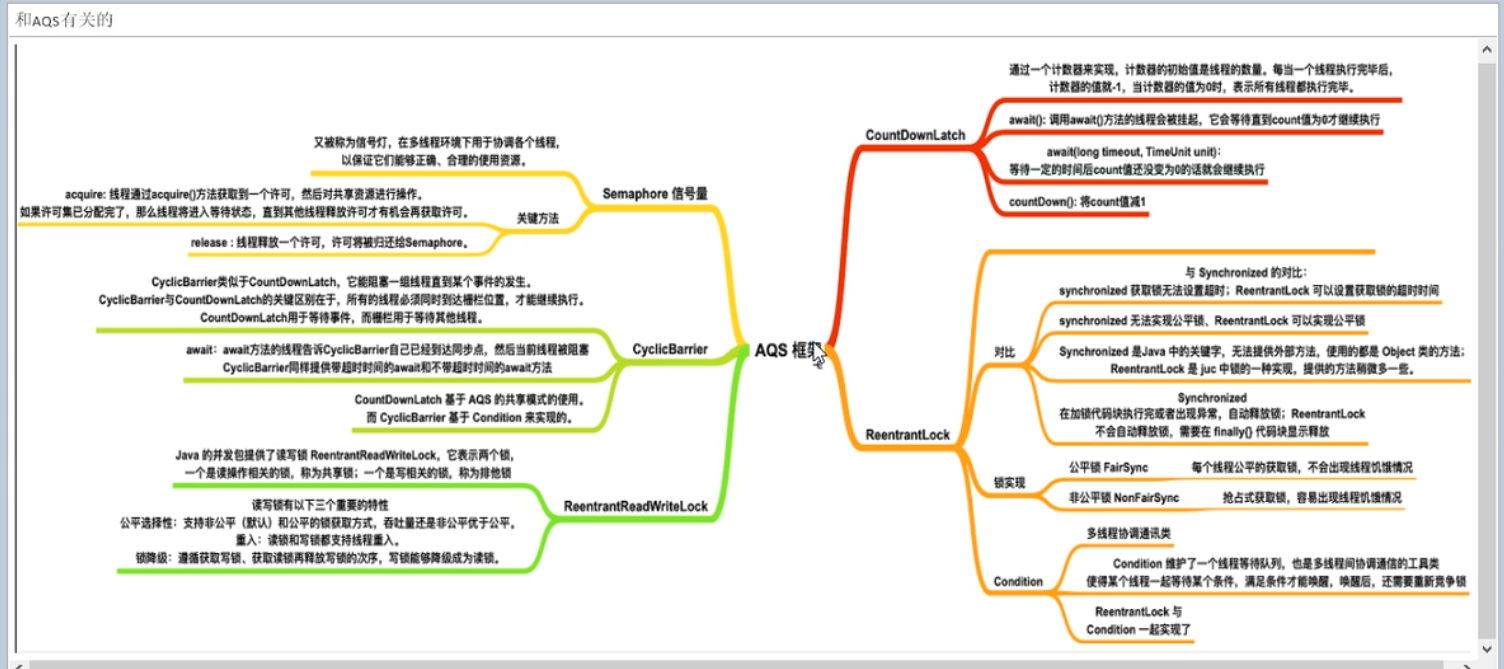 和AQS有关的
通过一个计数器来实现，计数器的初始值是线程的数量。每当一个线程执行完毕后，
计数器的值就-1，当计数器的值为0时，表示所有线程都执行完毕。
CountDownLatch
await(): 调用await()方法的线程会被挂起，它会等待直到count值为0才继续执行
await(long timeout, TimeUnit unit)：
等待一定的时间后count值还没变为0的话就会继续执行
countDown(): 将count值减1
又被称为信号灯，在多线程环境下用于协调各个线程，
以保证它们能够正确、合理的使用资源。
Semaphore 信号量
acquire: 线程通过acquire()方法获取到一个许可，然后对共享资源进行操作。
如果许可集已分配完了，那么线程将进入等待状态，直到其他线程释放许可才有机会再获取许可。
关键方法
release : 线程释放一个许可，许可将被归还给Semaphore。
CyclicBarrier类似于CountDownLatch，它能阻塞一组线程直到某个事件的发生。
CyclicBarrier与CountDownLatch的关键区别在于，所有的线程必须同时到达栅栏位置，才能继续执行。
CountDownLatch用于等待事件，而栅栏用于等待其他线程。
CyclicBarrier
await：await方法的线程告诉CyclicBarrier自己已经到达同步点，然后当前线程被阻塞
CyclicBarrier同样提供带超时时间的await和不带超时时间的await方法
CountDownLatch 基于 AQS 的共享模式的使用。
而 CyclicBarrier 基于 Condition 来实现的。
AQS 框
Java 的并发包提供了读写锁 ReentrantReadWriteLock，它表示两个锁，
一个是读操作相关的锁，称为共享锁；一个是写相关的锁，称为排他锁
ReentrantReadWriteLock
读写锁有以下三个重要的特性
公平选择性：支持非公平（默认）和公平的锁获取方式，吞吐量还是非公平优于公平。
重入：读锁和写锁都支持线程重入。
锁降级：遵循获取写锁、获取读锁再释放写锁的次序，写锁能够降级成为读锁。
ReentrantLock
对比
与 Synchronized 的对比：
synchronized 获取锁无法设置超时；ReentrantLock 可以设置获取锁的超时时间
synchronized 无法实现公平锁、ReentrantLock 可以实现公平锁
Synchronized 是Java 中的关键字，无法提供外部方法，使用的都是 Object 类的方法；
ReentrantLock 是 juc 中锁的一种实现，提供的方法稍微多一些。
Synchronized
在加锁代码块执行完或者出现异常，自动释放锁；ReentrantLock
不会自动释放锁，需要在 finally{} 代码块显示释放
锁实现
公平锁 FairSync
每个线程公平的获取锁，不会出现线程饥饿情况
非公平锁 NonFairSync
抢占式获取锁，容易出现线程饥饿情况
Condition
多线程协调通讯类
Condition 维护了一个线程等待队列，也是多线程间协调通信的工具类
使得某个线程一起等待某个条件，满足条件才能唤醒，唤醒后，还需要重新竞争锁
ReentrantLock 与
Condition 一起实现了